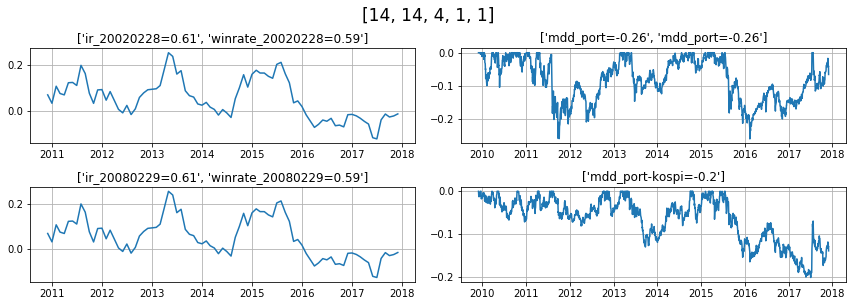 [14, 14, 4, 1, 1]
['ir_20020228=0.61', 'winrate_20020228=0.59']
0.2
0.0
2011 2012 2013 2014 2015 2016 2017 2018
['mdd_port=-0.26', 'mdd_port=-0.26']
0.0
−0.1
−0.2
2010 2011 2012 2013 2014 2015 2016 2017 2018
['ir_20080229=0.61', 'winrate_20080229=0.59']
0.2
0.0
2011 2012 2013 2014 2015 2016 2017 2018
['mdd_port-kospi=-0.2']
0.0
−0.1
−0.2
2010 2011 2012 2013 2014 2015 2016 2017 2018